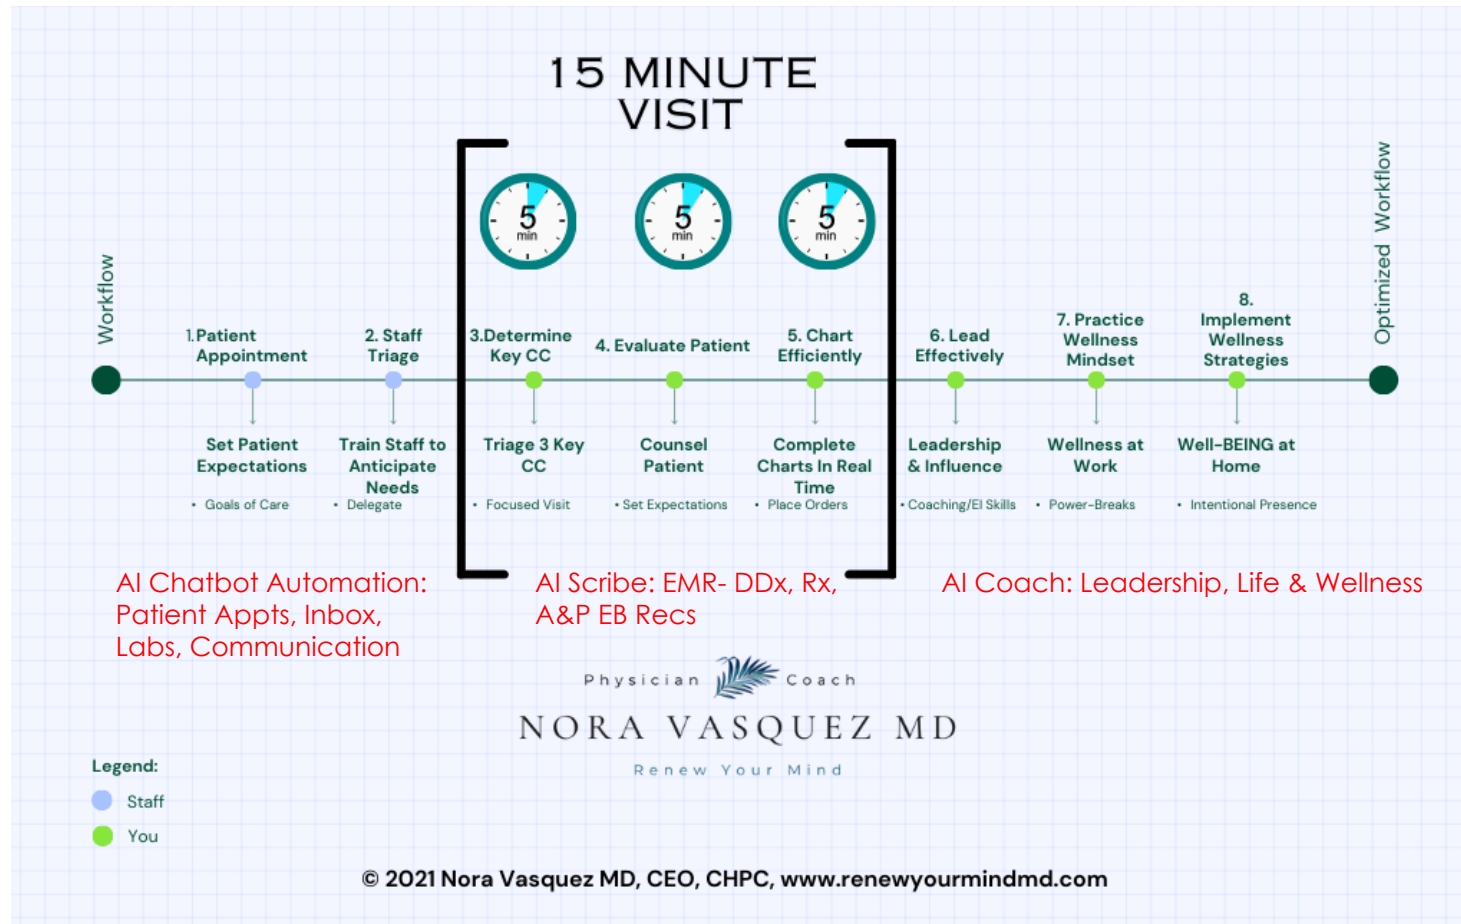 15 MINUTE
VISIT
5
min
5
min
5
min
Workflow
Optimized Workflow
1.Patient
Appointment
2. Staff
Triage
3.Determine
Key CC
4. Evaluate Patient
5. Chart
Efficiently
6. Lead
Effectively
7. Practice
Wellness
Mindset
8.
Implement
Wellness
Strategies
Set Patient
Expectations
• Goals of Care
Train Staff to
Anticipate
Needs
• Delegate
Triage 3 Key
CC
• Focused Visit
Counsel
Patient
• Set Expectations
Complete
Charts In Real
Time
• Place Orders
Leadership
& Influence
• Coaching/EI Skills
Wellness at
Work
• Power-Breaks
Well-BEING at
Home
• Intentional Presence
AI Chatbot Automation:
Patient Appts, Inbox,
Labs, Communication
AI Scribe: EMR- DDx, Rx,
A&P EB Recs
AI Coach: Leadership, Life & Wellness
Physician Coach
NORA VASQUEZ MD
Renew Your Mind
Legend:
Staff
You
© 2021 Nora Vasquez MD, CEO, CHPC, www.renewyourmindmd.com